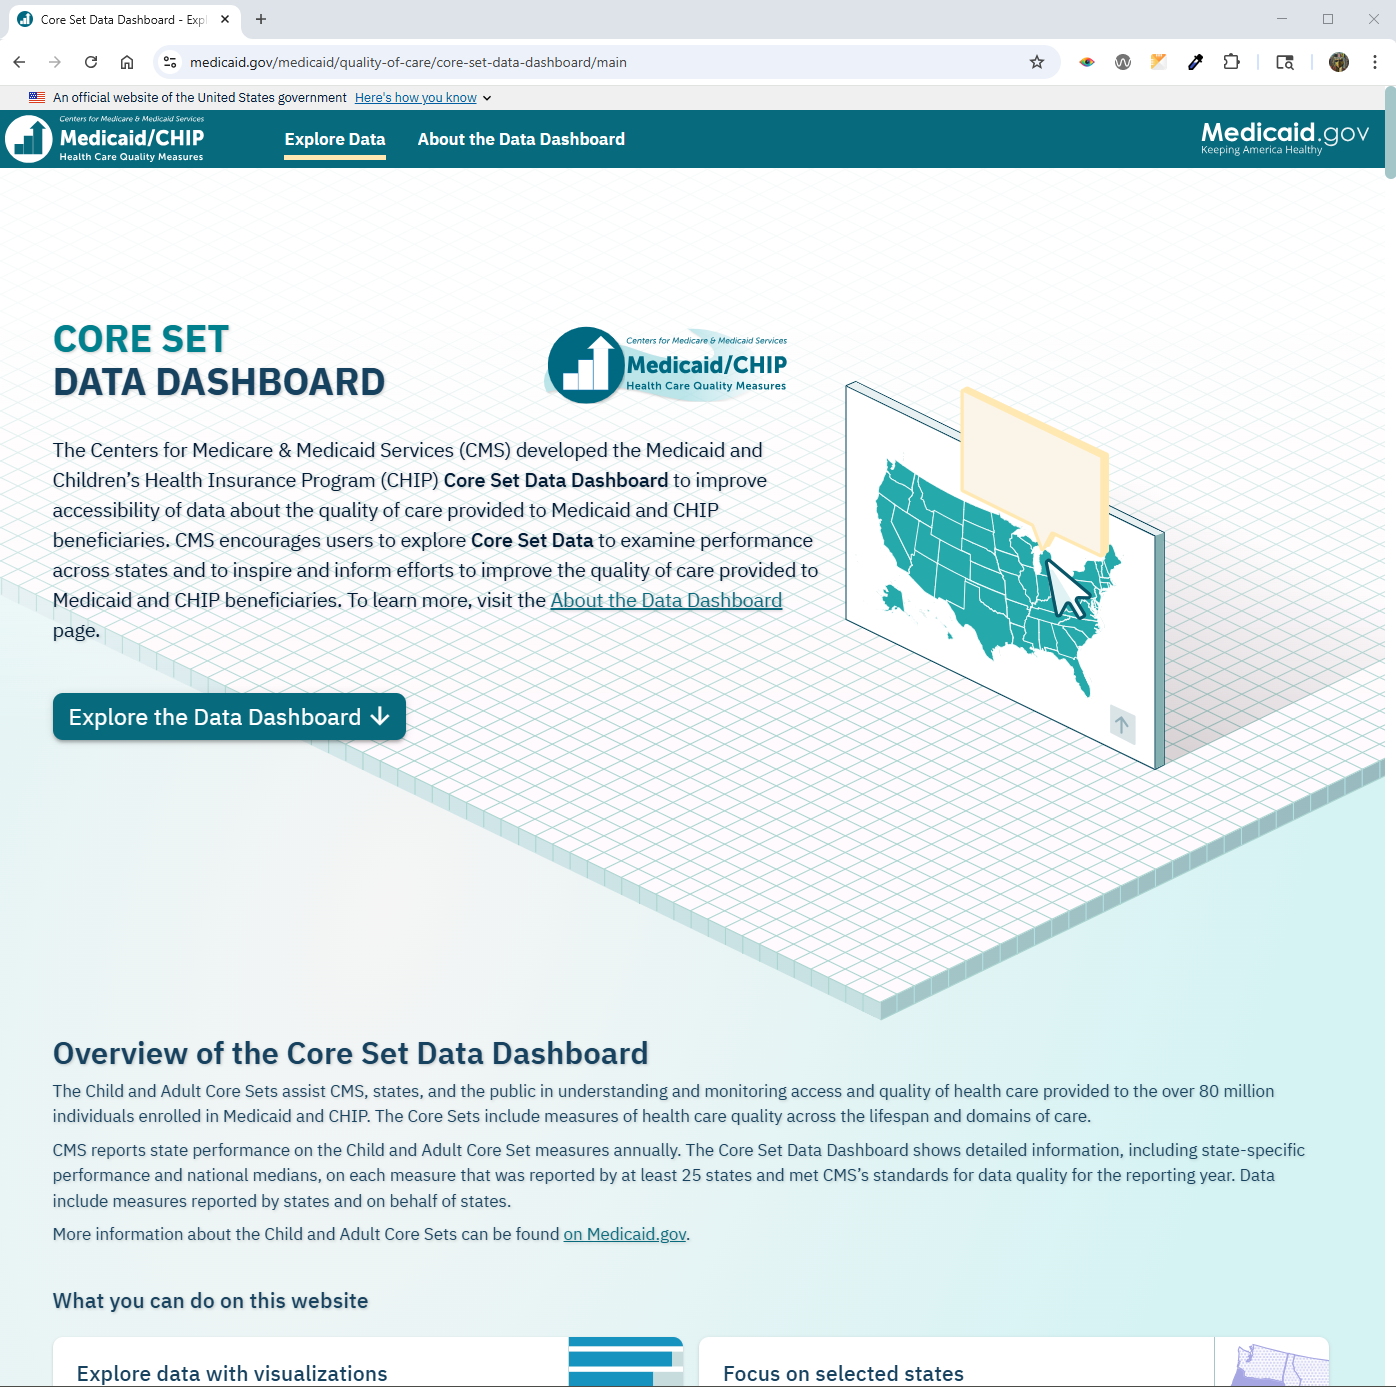 Core Set Data Dashboard - Expl
medicaid.gov/medicaid/quality-of-care/core-set-data-dashboard/main
An official website of the United States government Here's how you know
Centers for Medicare & Medicaid Services
Medicaid/CHIP
Health Care Quality Measures
Explore Data
About the Data Dashboard
Medicaid.gov
Keeping America Healthy
CORE SET
DATA DASHBOARD
Centers for Medicare & Medicaid Services
Medicaid/CHIP
Health Care Quality Measures
The Centers for Medicare & Medicaid Services (CMS) developed the Medicaid and
Children’s Health Insurance Program (CHIP) Core Set Data Dashboard to improve
accessibility of data about the quality of care provided to Medicaid and CHIP
beneficiaries. CMS encourages users to explore Core Set Data to examine performance
across states and to inspire and inform efforts to improve the quality of care provided to
Medicaid and CHIP beneficiaries. To learn more, visit the About the Data Dashboard
page.
Explore the Data Dashboard
Overview of the Core Set Data Dashboard
The Child and Adult Core Sets assist CMS, states, and the public in understanding and monitoring access and quality of health care provided to the over 80 million
individuals enrolled in Medicaid and CHIP. The Core Sets include measures of health care quality across the lifespan and domains of care.
CMS reports state performance on the Child and Adult Core Set measures annually. The Core Set Data Dashboard shows detailed information, including state-specific
performance and national medians, on each measure that was reported by at least 25 states and met CMS’s standards for data quality for the reporting year. Data
include measures reported by states and on behalf of states.
More information about the Child and Adult Core Sets can be found on Medicaid.gov.
What you can do on this website
Explore data with visualizations
Focus on selected states